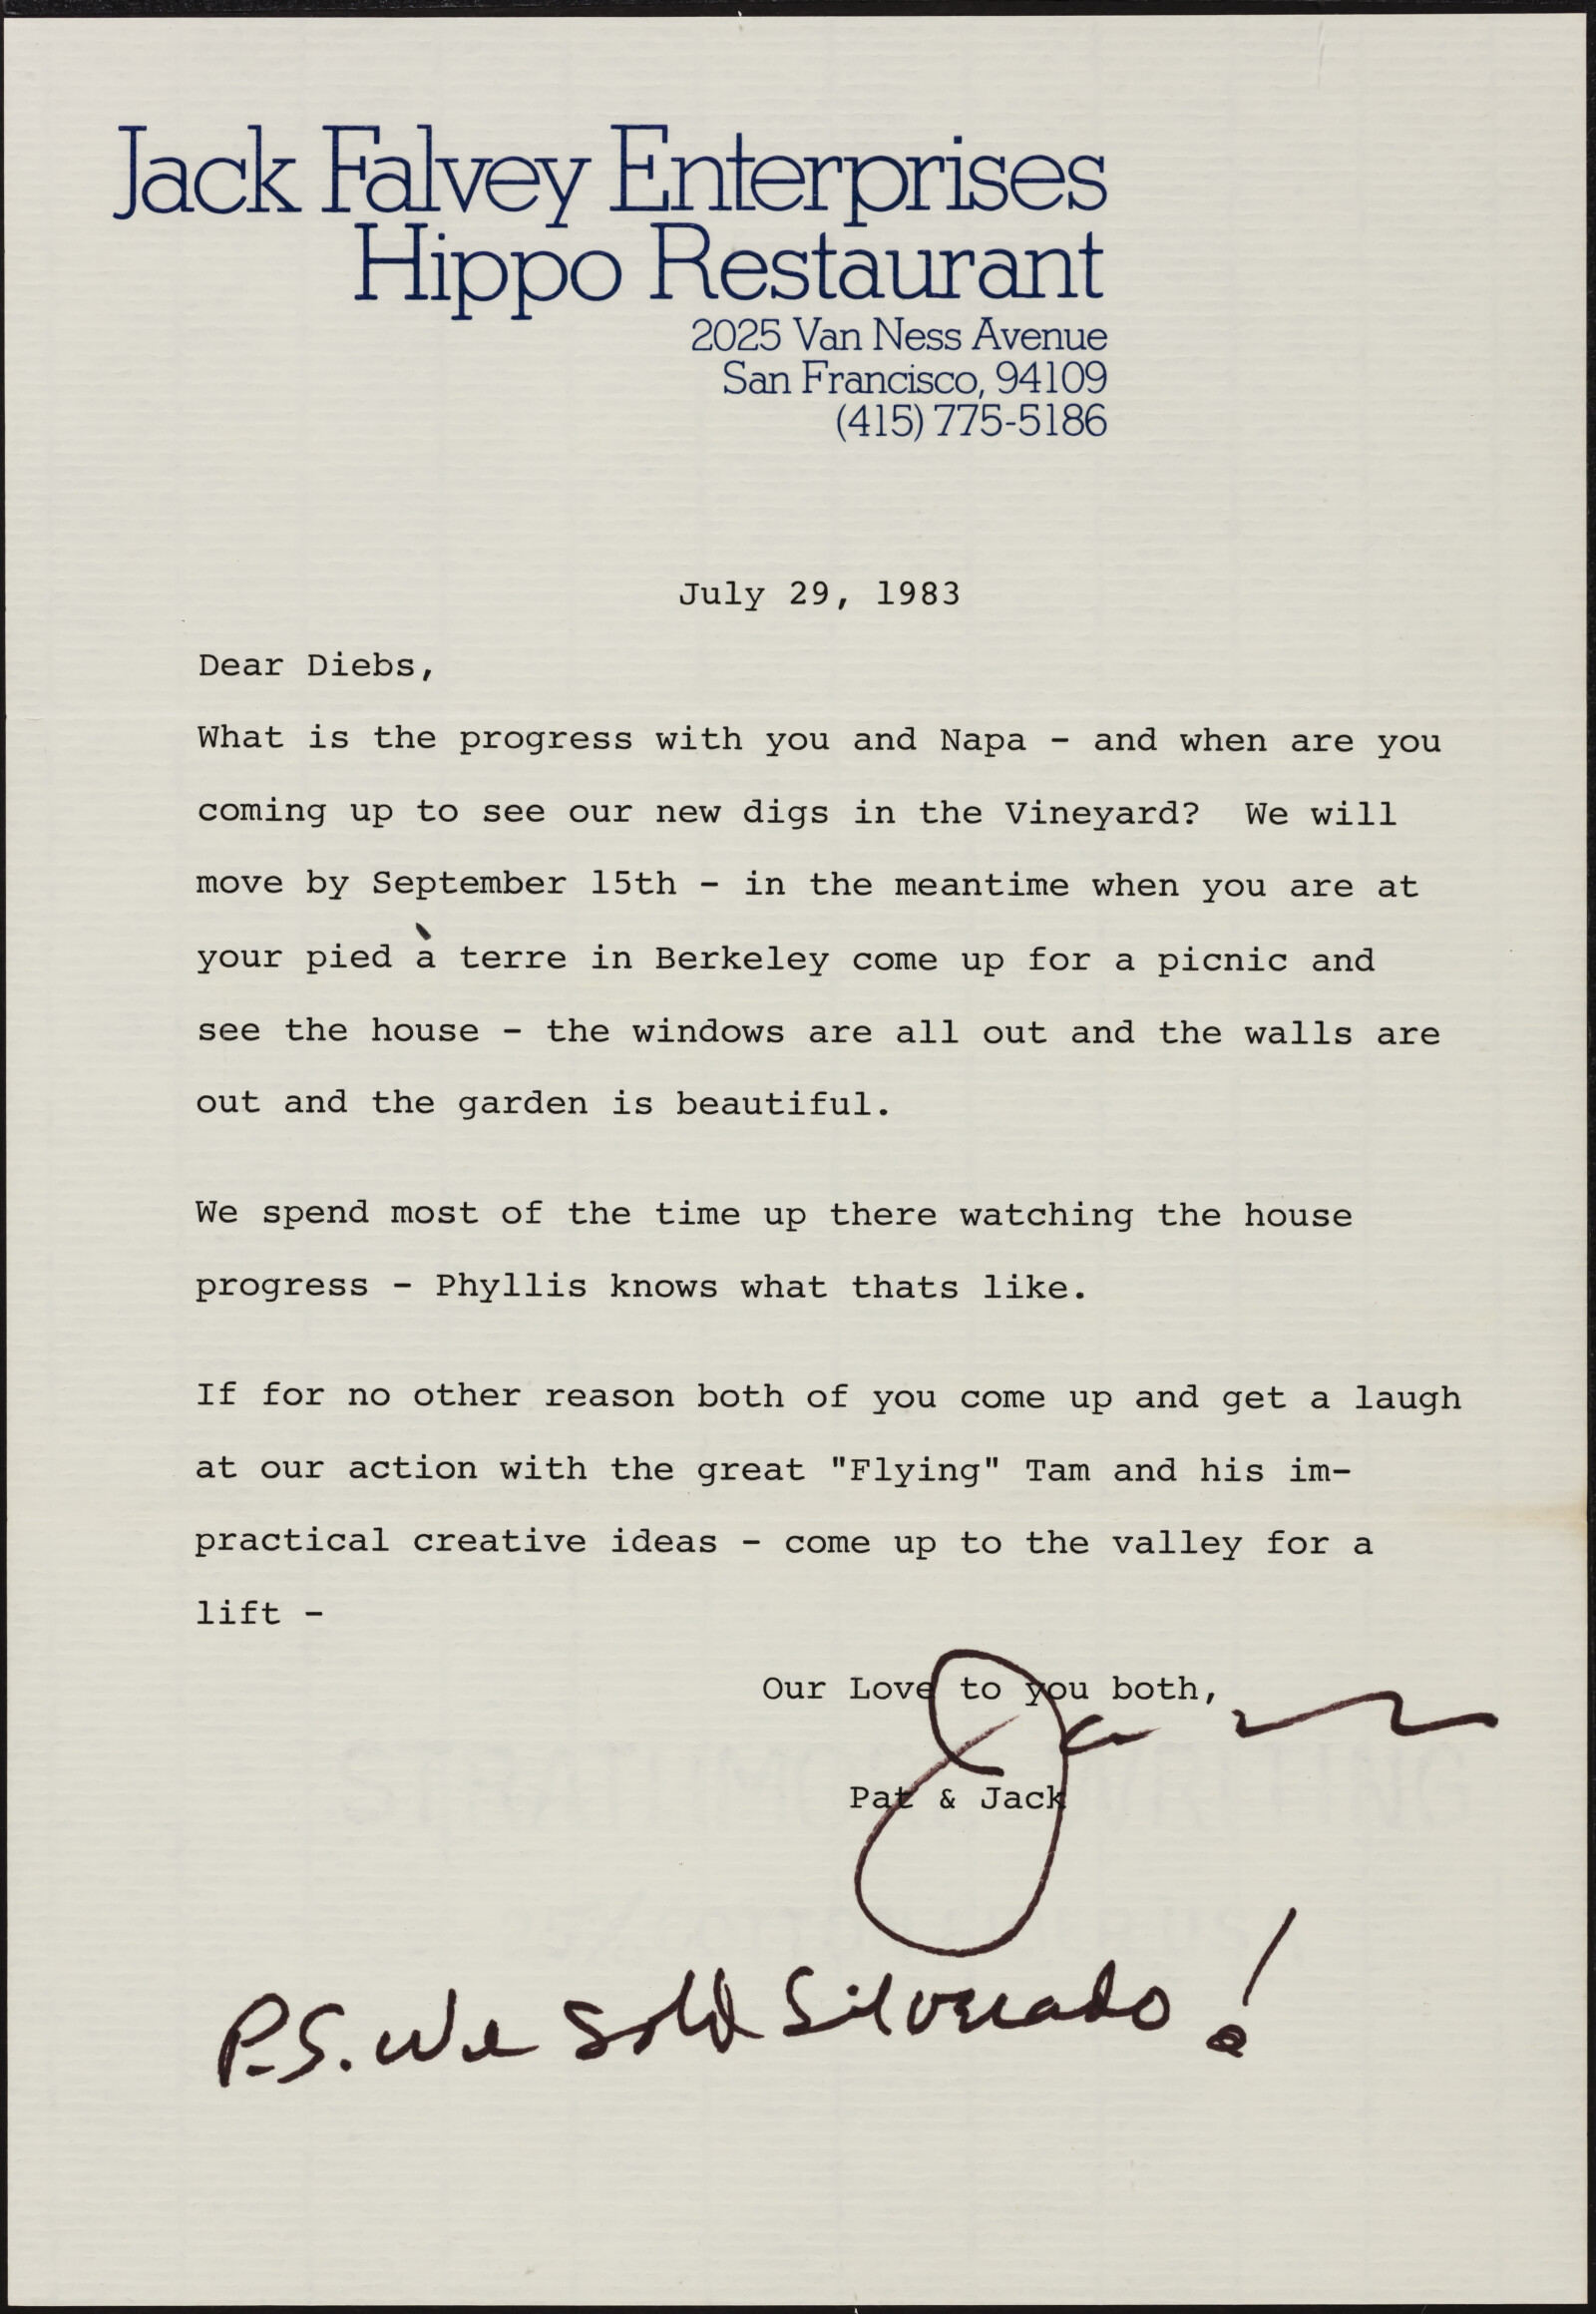 Jack Falvey Enterprises
Hippo Restaurant
2025 Van Ness Avenue
San Francisco, 94109
(415) 775-5186
July 29, 1983
Dear Diebs,
What is the progress with you and Napa - and when are you
coming up to see our new digs in the Vineyard?  We will
move by September 15th - in the meantime when you are at
your pied à terre in Berkeley come up for a picnic and
see the house - the windows are all out and the walls are
out and the garden is beautiful.
We spend most of the time up there watching the house
progress - Phyllis knows what thats like.
If for no other reason both of you come up and get a laugh
at our action with the great "Flying" Tam and his im-
practical creative ideas - come up to the valley for a
lift -
Our Love to you both,
Pat & Jack
P.S. We Sold Silverado!